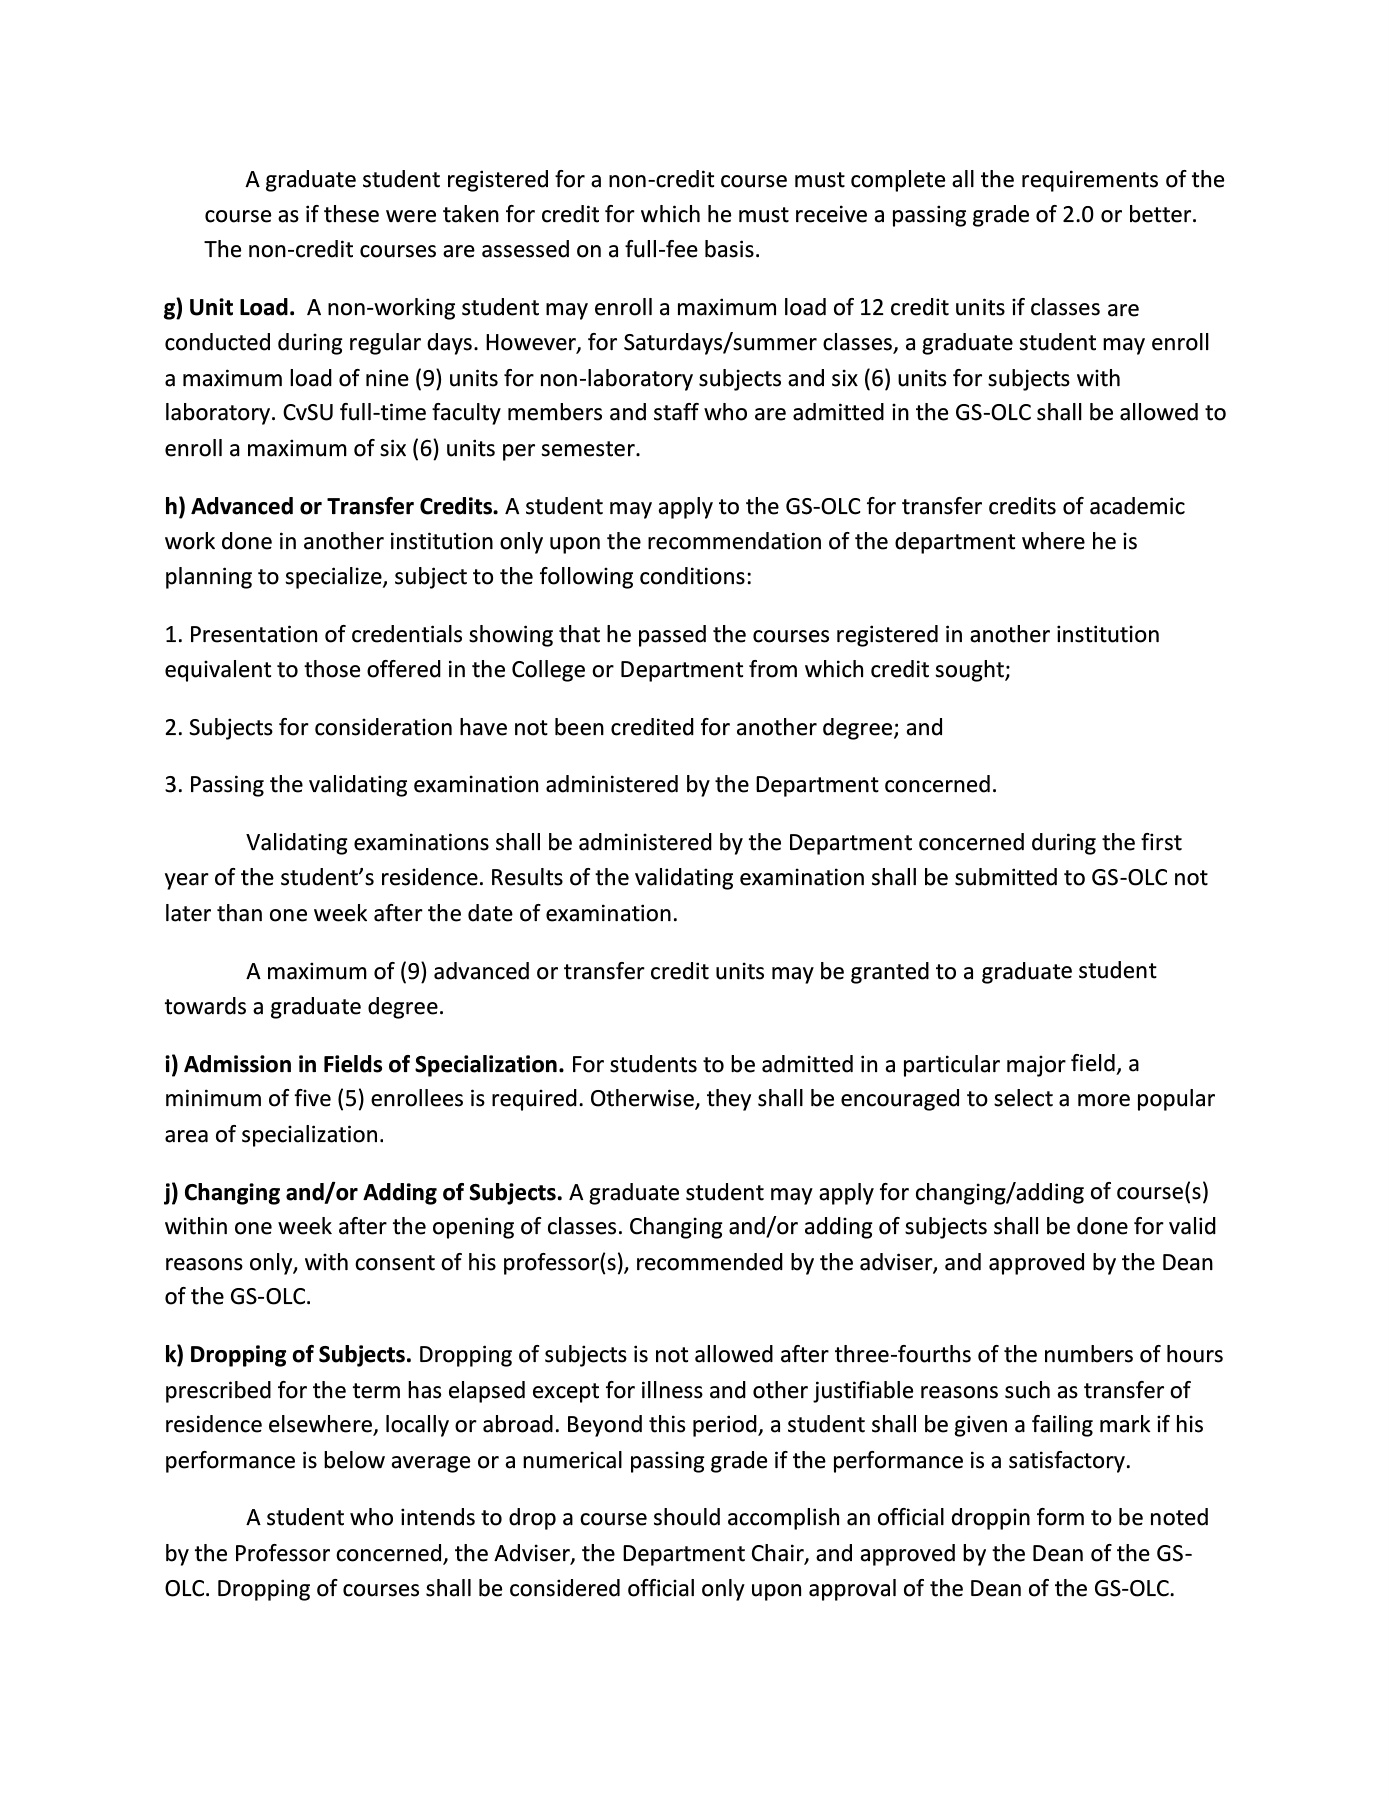 A graduate student registered for a non-credit course must complete all the requirements of the
course as if these were taken for credit for which he must receive a passing grade of 2.0 or better.
The non-credit courses are assessed on a full-fee basis.
g) Unit Load.  A non-working student may enroll a maximum load of 12 credit units if classes are
conducted during regular days. However, for Saturdays/summer classes, a graduate student may enroll
a maximum load of nine (9) units for non-laboratory subjects and six (6) units for subjects with
laboratory. CvSU full-time faculty members and staff who are admitted in the GS-OLC shall be allowed to
enroll a maximum of six (6) units per semester.
h) Advanced or Transfer Credits. A student may apply to the GS-OLC for transfer credits of academic
work done in another institution only upon the recommendation of the department where he is
planning to specialize, subject to the following conditions:
1. Presentation of credentials showing that he passed the courses registered in another institution
equivalent to those offered in the College or Department from which credit sought;
2. Subjects for consideration have not been credited for another degree; and
3. Passing the validating examination administered by the Department concerned.
Validating examinations shall be administered by the Department concerned during the first
year of the student’s residence. Results of the validating examination shall be submitted to GS-OLC not
later than one week after the date of examination.
A maximum of (9) advanced or transfer credit units may be granted to a graduate student
towards a graduate degree.
i) Admission in Fields of Specialization. For students to be admitted in a particular major field, a
minimum of five (5) enrollees is required. Otherwise, they shall be encouraged to select a more popular
area of specialization.
j) Changing and/or Adding of Subjects. A graduate student may apply for changing/adding of course(s)
within one week after the opening of classes. Changing and/or adding of subjects shall be done for valid
reasons only, with consent of his professor(s), recommended by the adviser, and approved by the Dean
of the GS-OLC.
k) Dropping of Subjects. Dropping of subjects is not allowed after three-fourths of the numbers of hours
prescribed for the term has elapsed except for illness and other justifiable reasons such as transfer of
residence elsewhere, locally or abroad. Beyond this period, a student shall be given a failing mark if his
performance is below average or a numerical passing grade if the performance is a satisfactory.
A student who intends to drop a course should accomplish an official droppin form to be noted
by the Professor concerned, the Adviser, the Department Chair, and approved by the Dean of the GS-
OLC. Dropping of courses shall be considered official only upon approval of the Dean of the GS-OLC.